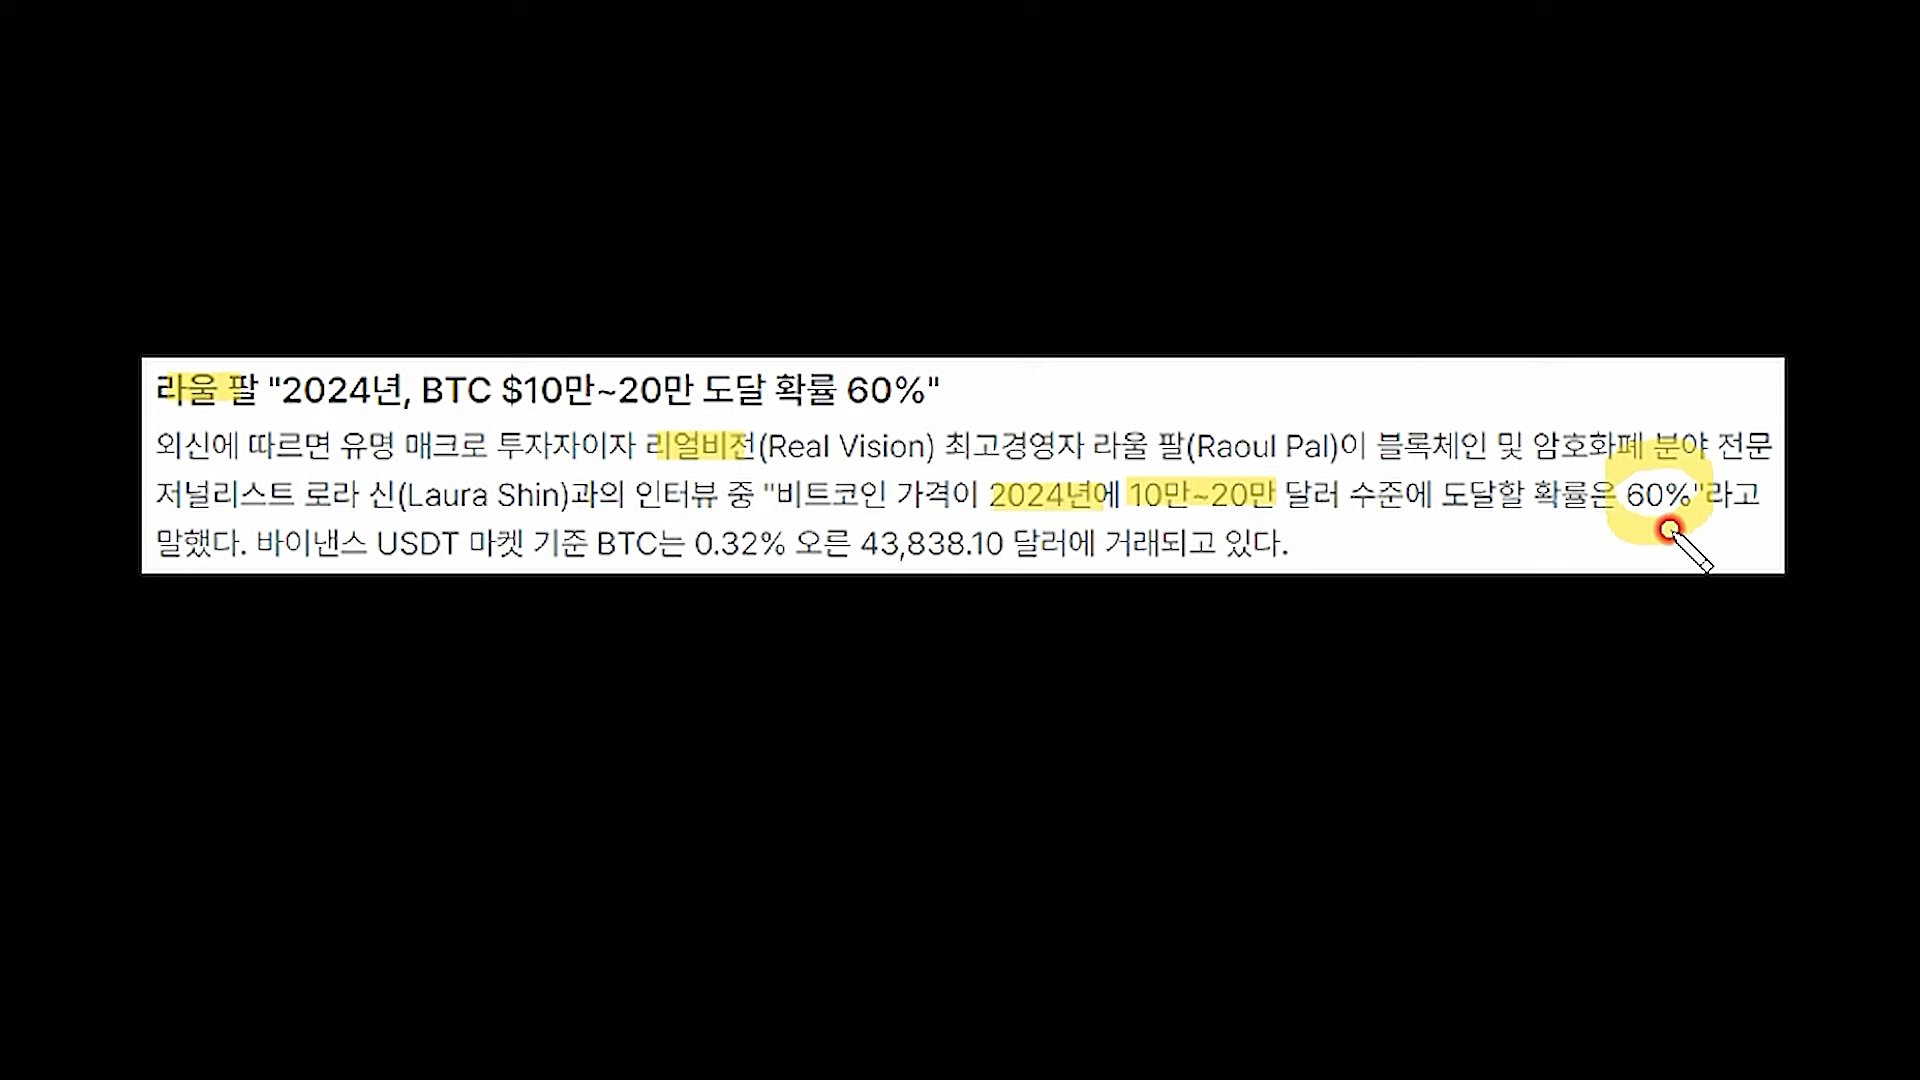 라울 팔 "2024년, BTC $10만~20만 도달 확률 60%"
외신에 따르면 유명 매크로 투자자이자 리얼비전(Real Vision) 최고경영자 라울 팔(Raoul Pal)이 블록체인 및 암호화폐 분야 전문
저널리스트 로라 신(Laura Shin)과의 인터뷰 중 "비트코인 가격이 2024년에 10만~20만 달러 수준에 도달할 확률은 60%"라고
말했다. 바이낸스 USDT 마켓 기준 BTC는 0.32% 오른 43,838.10 달러에 거래되고 있다.